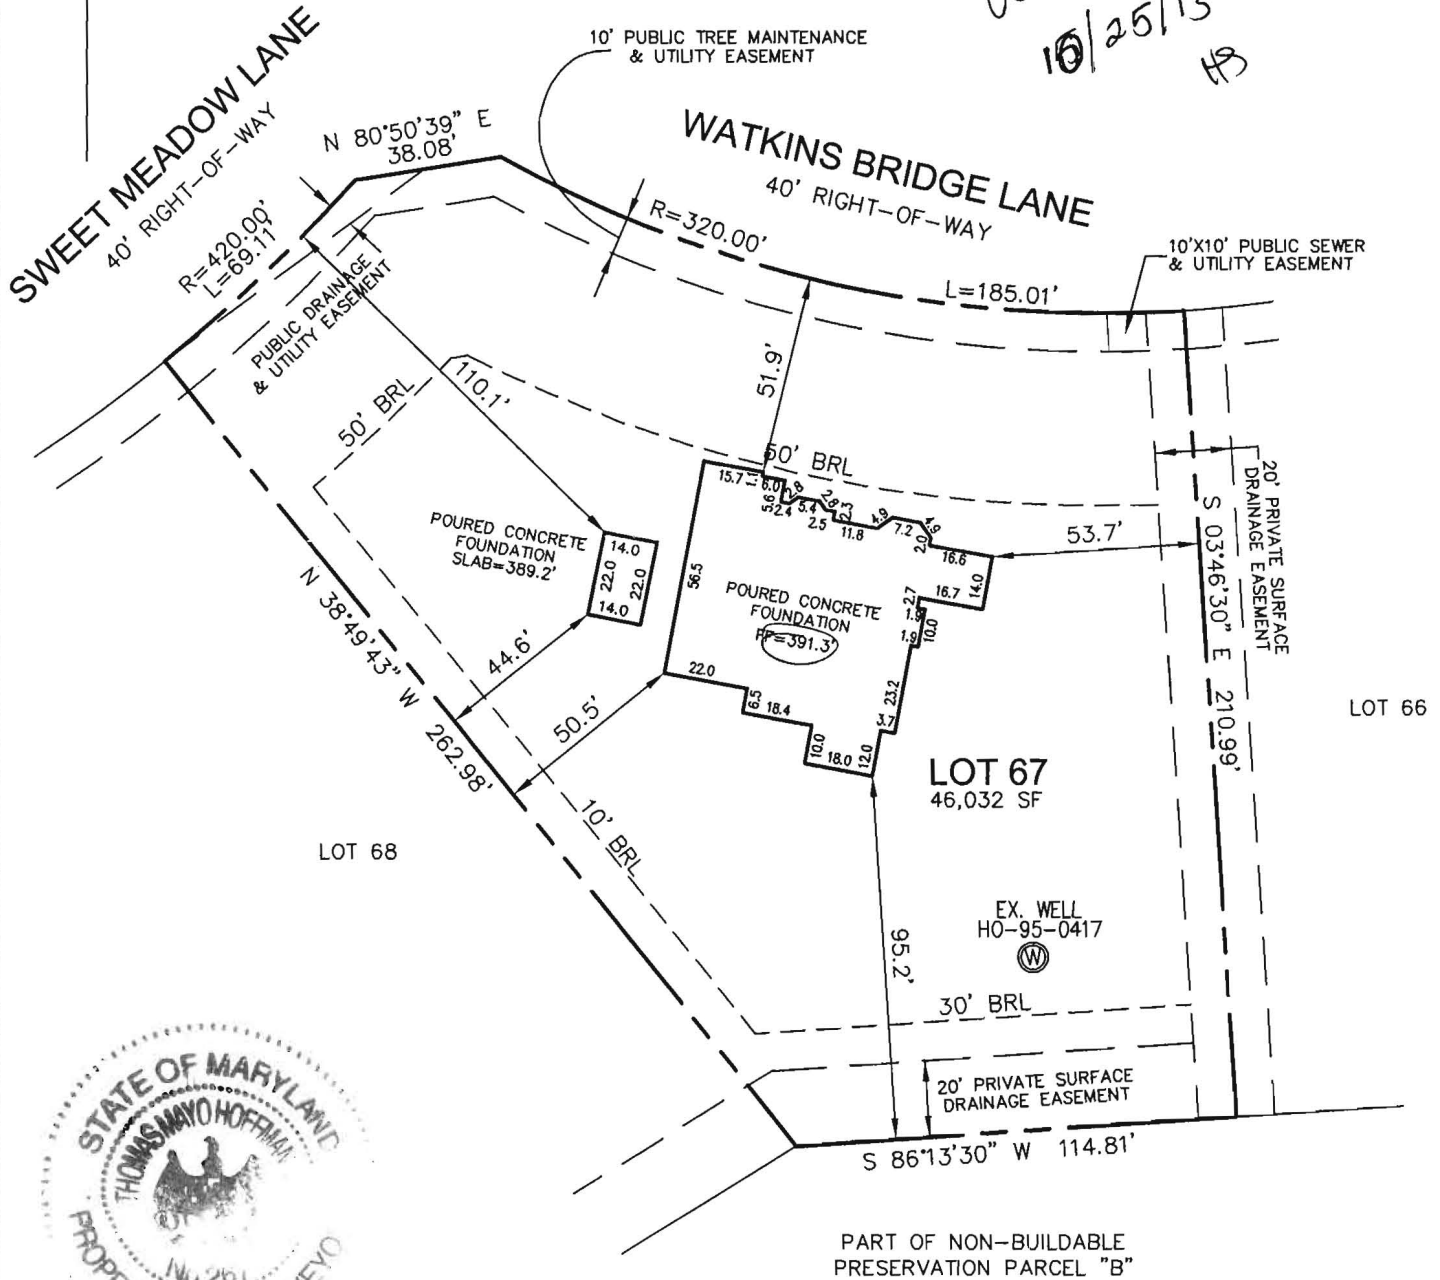 10/25/13
HS
10' PUBLIC TREE MAINTENANCE
& UTILITY EASEMENT
SWEET MEADOW LANE
40' RIGHT-OF-WAY
N 80°50'39" E
38.08'
WATKINS BRIDGE LANE
40' RIGHT-OF-WAY
R=420.00'
L=69.11'
R=320.00'
L=185.01'
10'X10' PUBLIC SEWER
& UTILITY EASEMENT
PUBLIC DRAINAGE
& UTILITY EASEMENT
110.1'
51.9'
50' BRL
50' BRL
20' PRIVATE SURFACE
DRAINAGE EASEMENT
S 03°46'30" E 210.99'
53.7'
15.7
1.1
6.0
5.6
2.4
2.8
5.4
2.8
2.5
2.3
11.8
4.9
7.2
4.9
2.0
16.6
14.0
16.7
2.7
1.9
10.0
1.9
23.2
3.7
12.0
18.0
10.0
18.4
6.5
22.0
56.5
POURED CONCRETE
FOUNDATION
SLAB=389.2'
14.0
22.0
22.0
14.0
POURED CONCRETE
FOUNDATION
FF=391.3'
N 38°49'43" W 262.98'
44.6'
50.5'
LOT 66
LOT 67
46,032 SF
LOT 68
10' BRL
EX. WELL
HO-95-0417
W
95.2'
30' BRL
20' PRIVATE SURFACE
DRAINAGE EASEMENT
S 86°13'30" W 114.81'
STATE OF MARYLAND
THOMAS MAYO HOFFMAN
PART OF NON-BUILDABLE
PRESERVATION PARCEL "B"